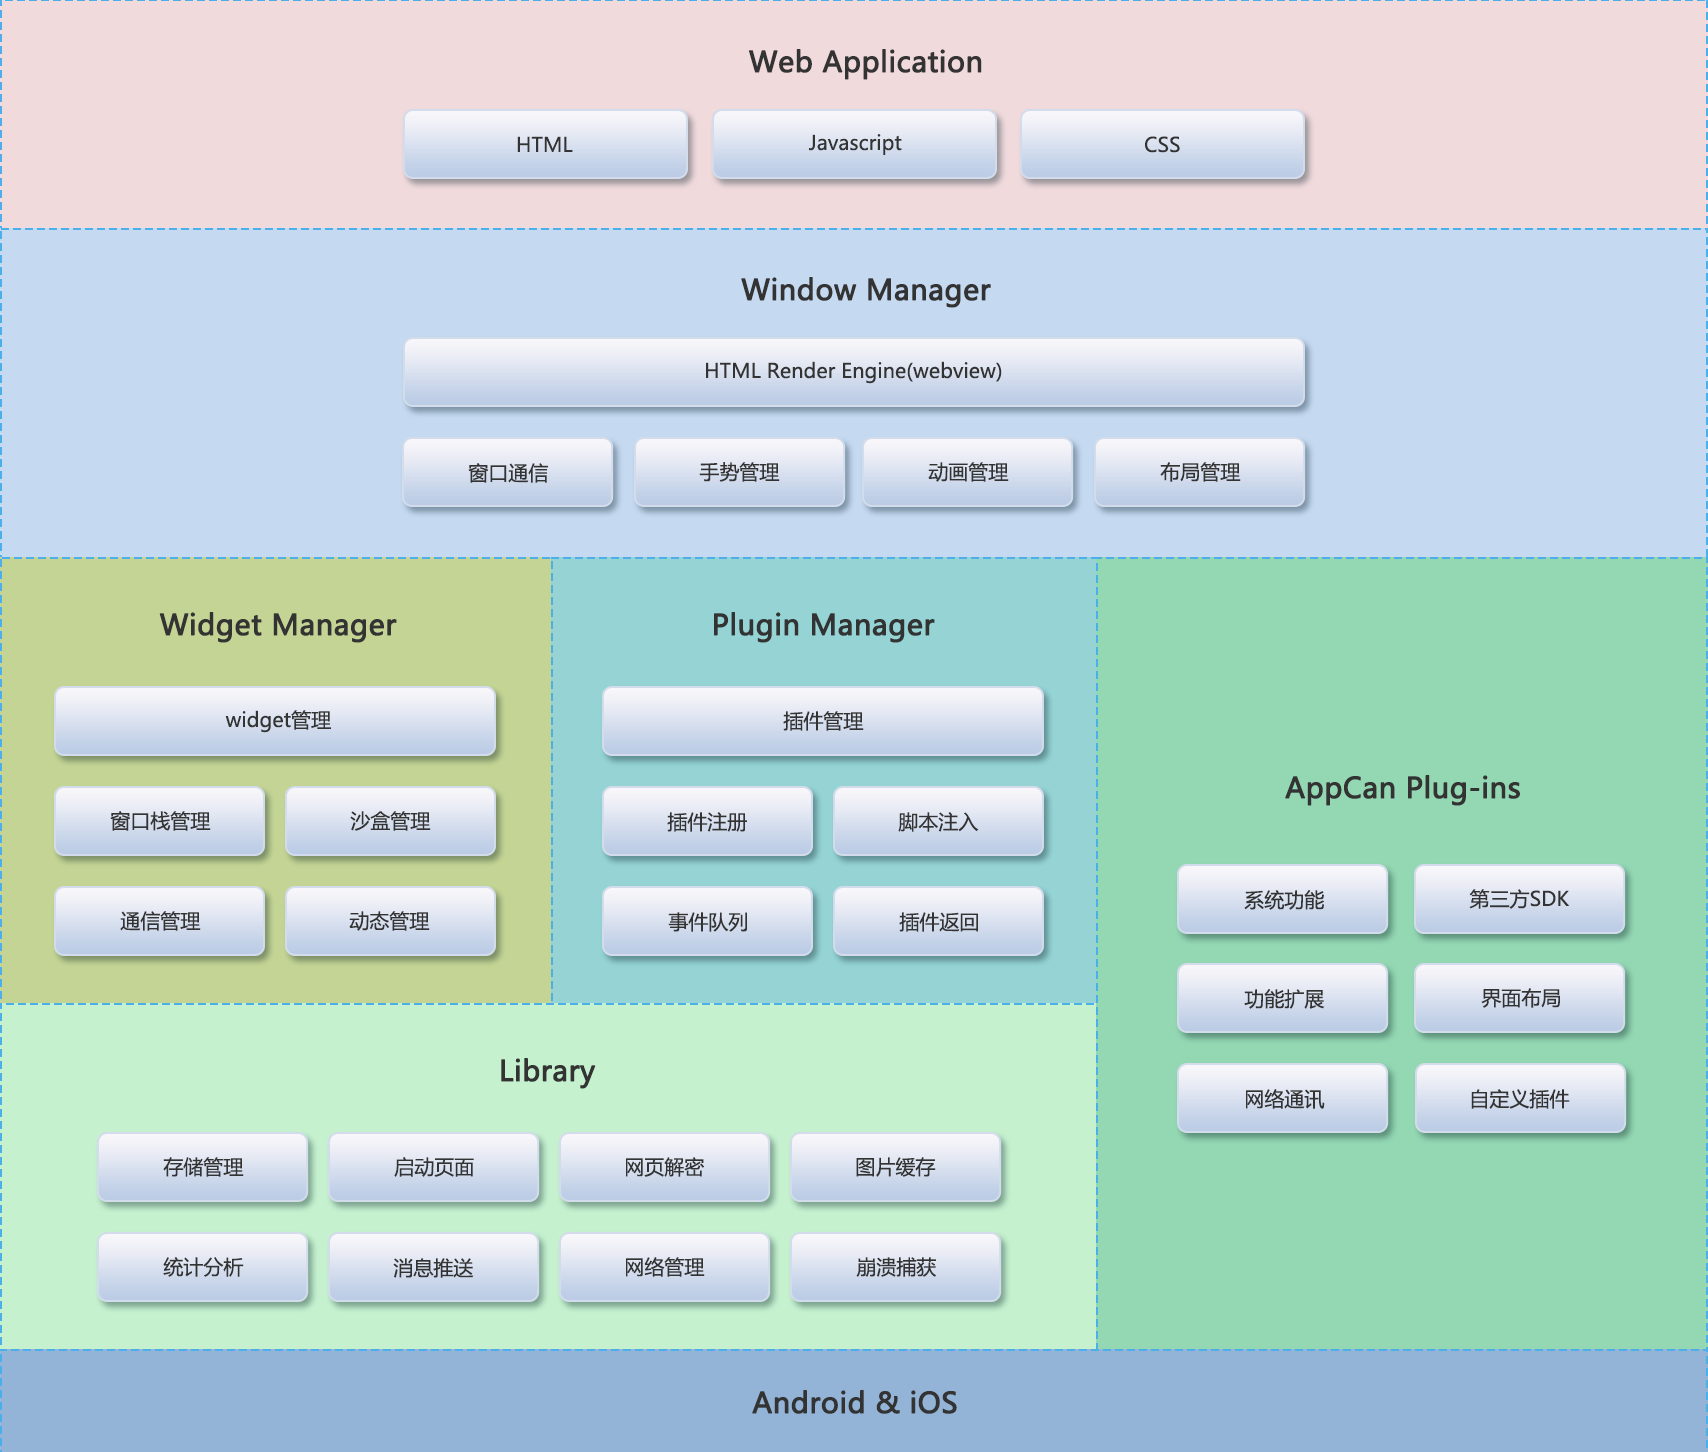 Web Application
HTML
Javascript
CSS
Window Manager
HTML Render Engine(webview)
窗口通信
手势管理
动画管理
布局管理
Widget Manager
widget管理
窗口栈管理
沙盒管理
通信管理
动态管理
Plugin Manager
插件管理
插件注册
脚本注入
事件队列
插件返回
AppCan Plug-ins
系统功能
第三方SDK
功能扩展
界面布局
网络通讯
自定义插件
Library
存储管理
启动页面
网页解密
图片缓存
统计分析
消息推送
网络管理
崩溃捕获
Android & iOS